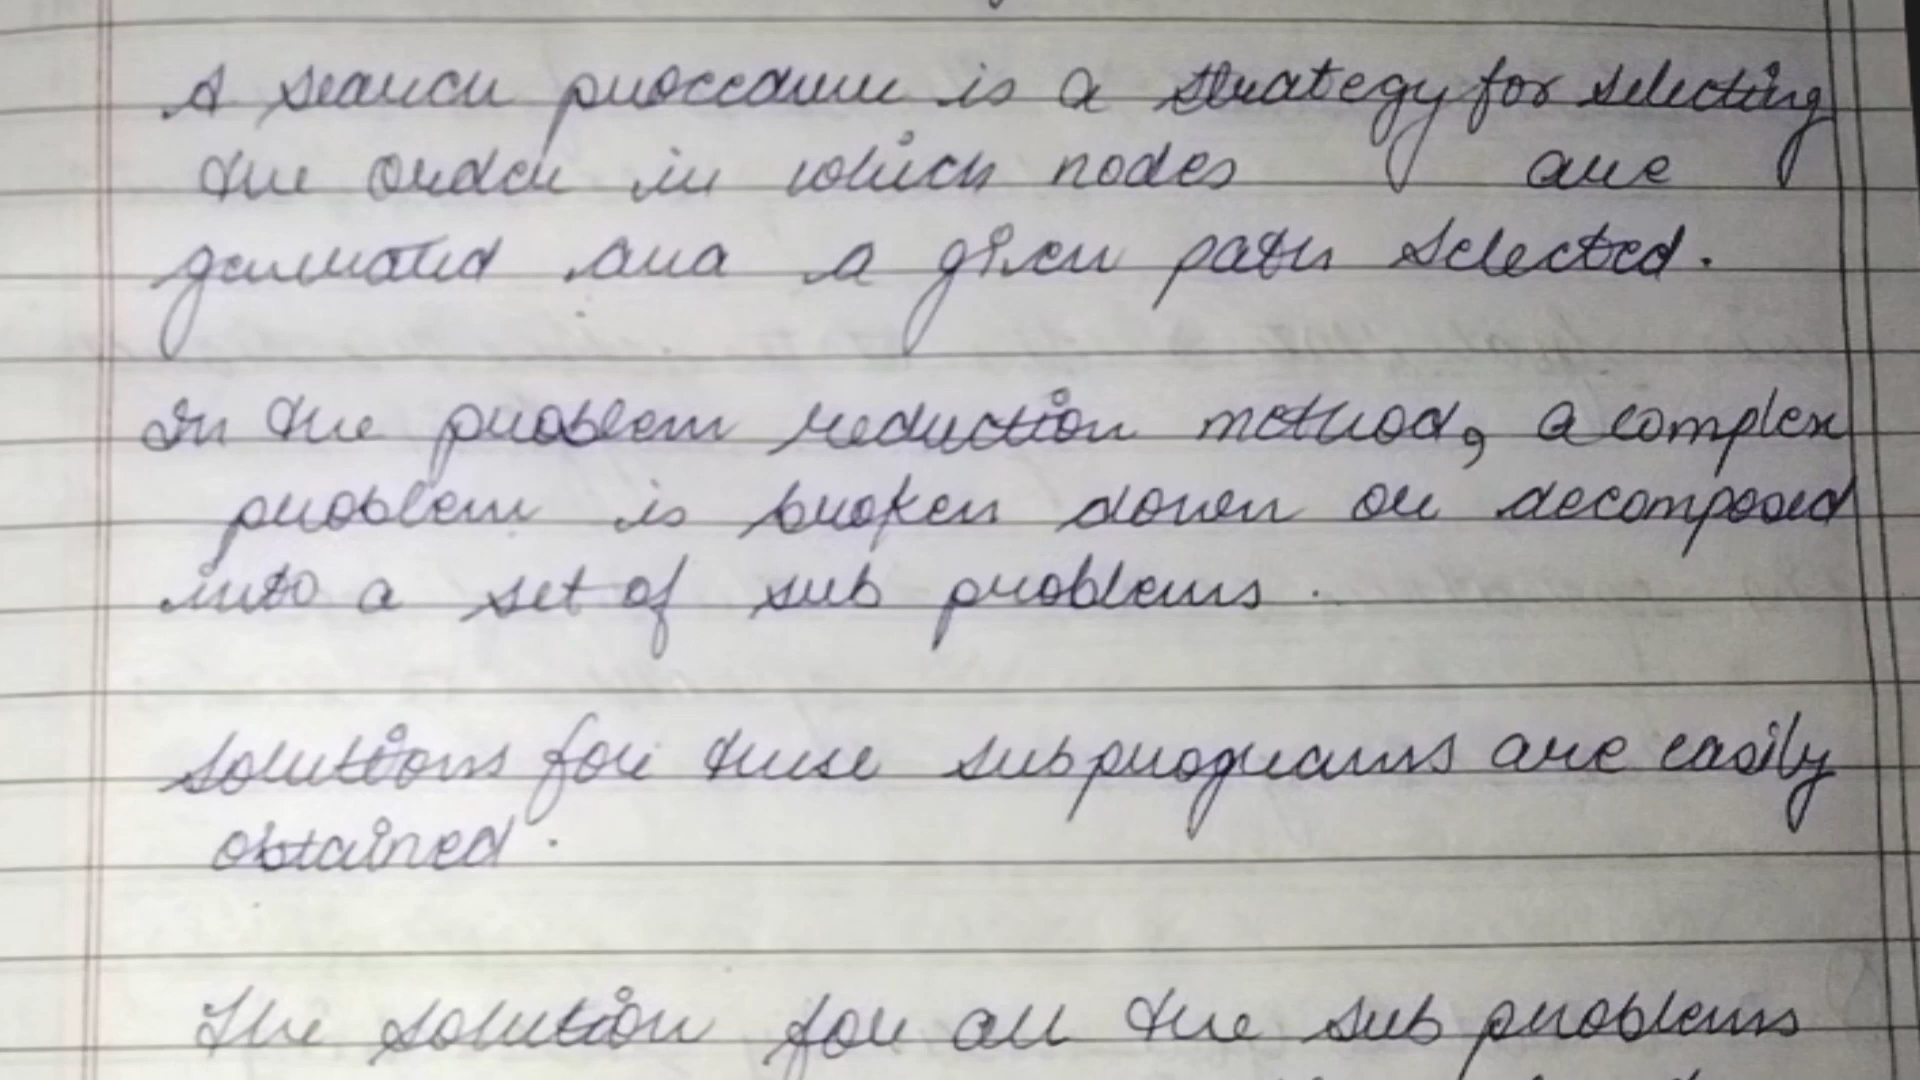 A search procedure is a strategy for selecting
the order in which nodes are
generated and a given path selected.
In the problem reduction method, a complex
problem is broken down or decomposed
into a set of sub problems.
Solutions for these subprograms are easily
obtained.
The solution for all the sub problems